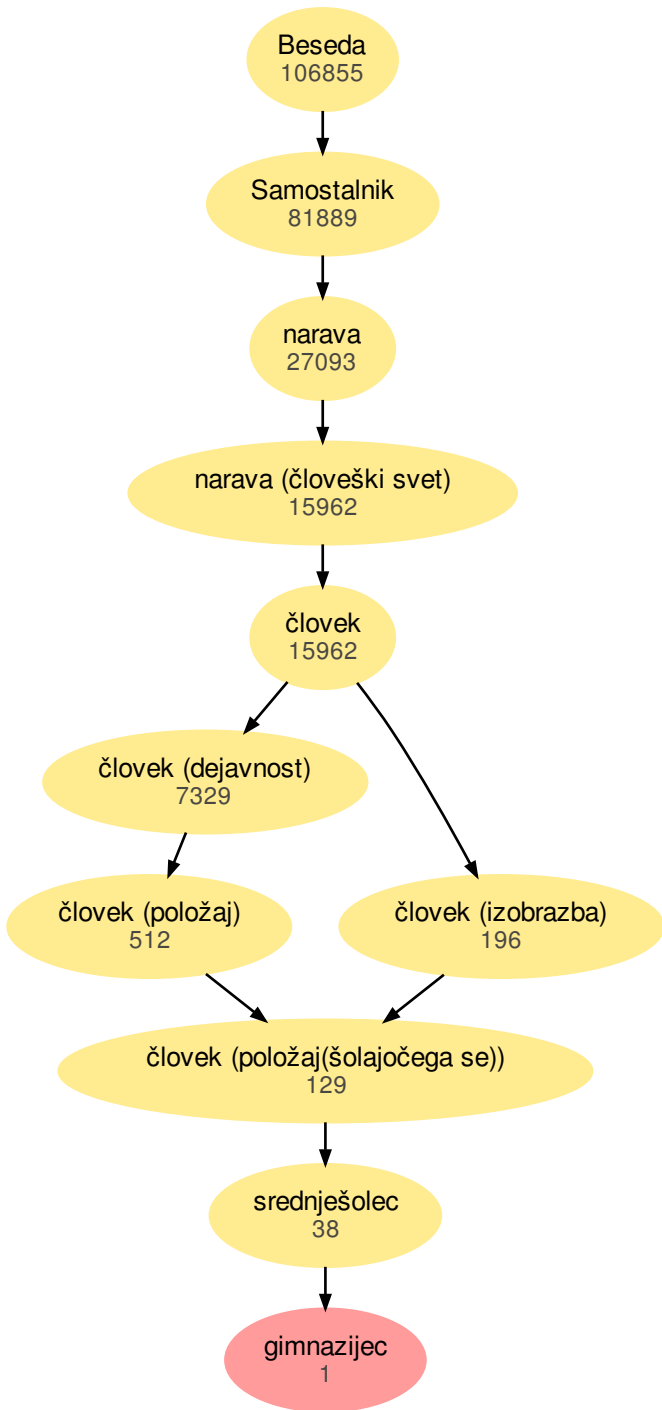 Beseda
106855
Samostalnik
81889
narava
27093
narava (človeški svet)
15962
človek
15962
človek (dejavnost)
7329
človek (položaj)
512
človek (izobrazba)
196
človek (položaj(šolajočega se))
129
srednješolec
38
gimnazijec
1